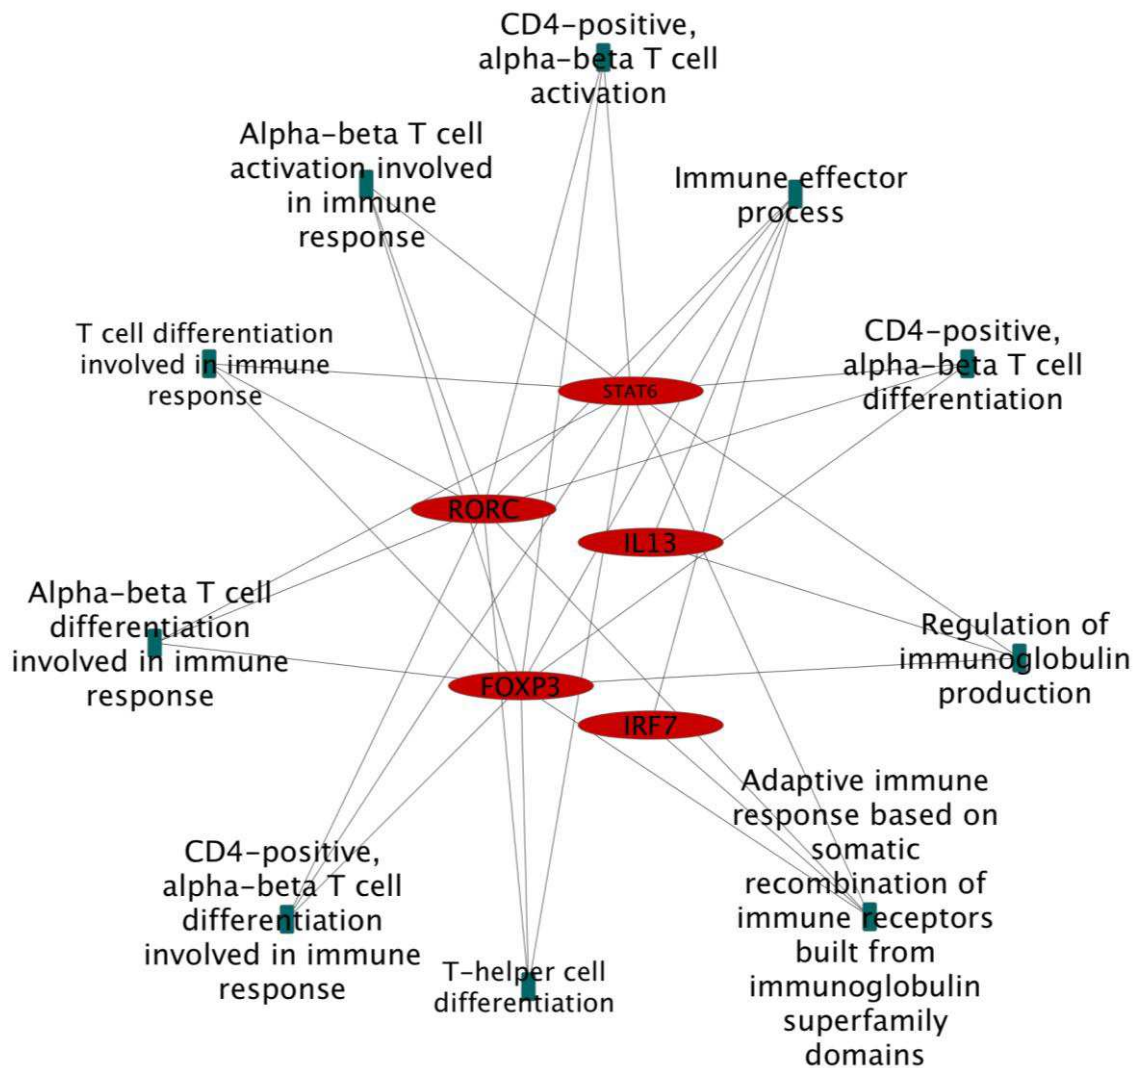 CD4-positive,
alpha-beta T cell
activation
Alpha-beta T cell
activation involved
in immune
response
Immune effector
process
T cell differentiation
involved in immune
response
CD4-positive,
alpha-beta T cell
differentiation
STAT6
RORC
IL13
Alpha-beta T cell
differentiation
involved in immune
response
Regulation of
immunoglobulin
production
FOXP3
IRF7
CD4-positive,
alpha-beta T cell
differentiation
involved in immune
response
T-helper cell
differentiation
Adaptive immune
response based on
somatic
recombination of
immune receptors
built from
immunoglobulin
superfamily
domains